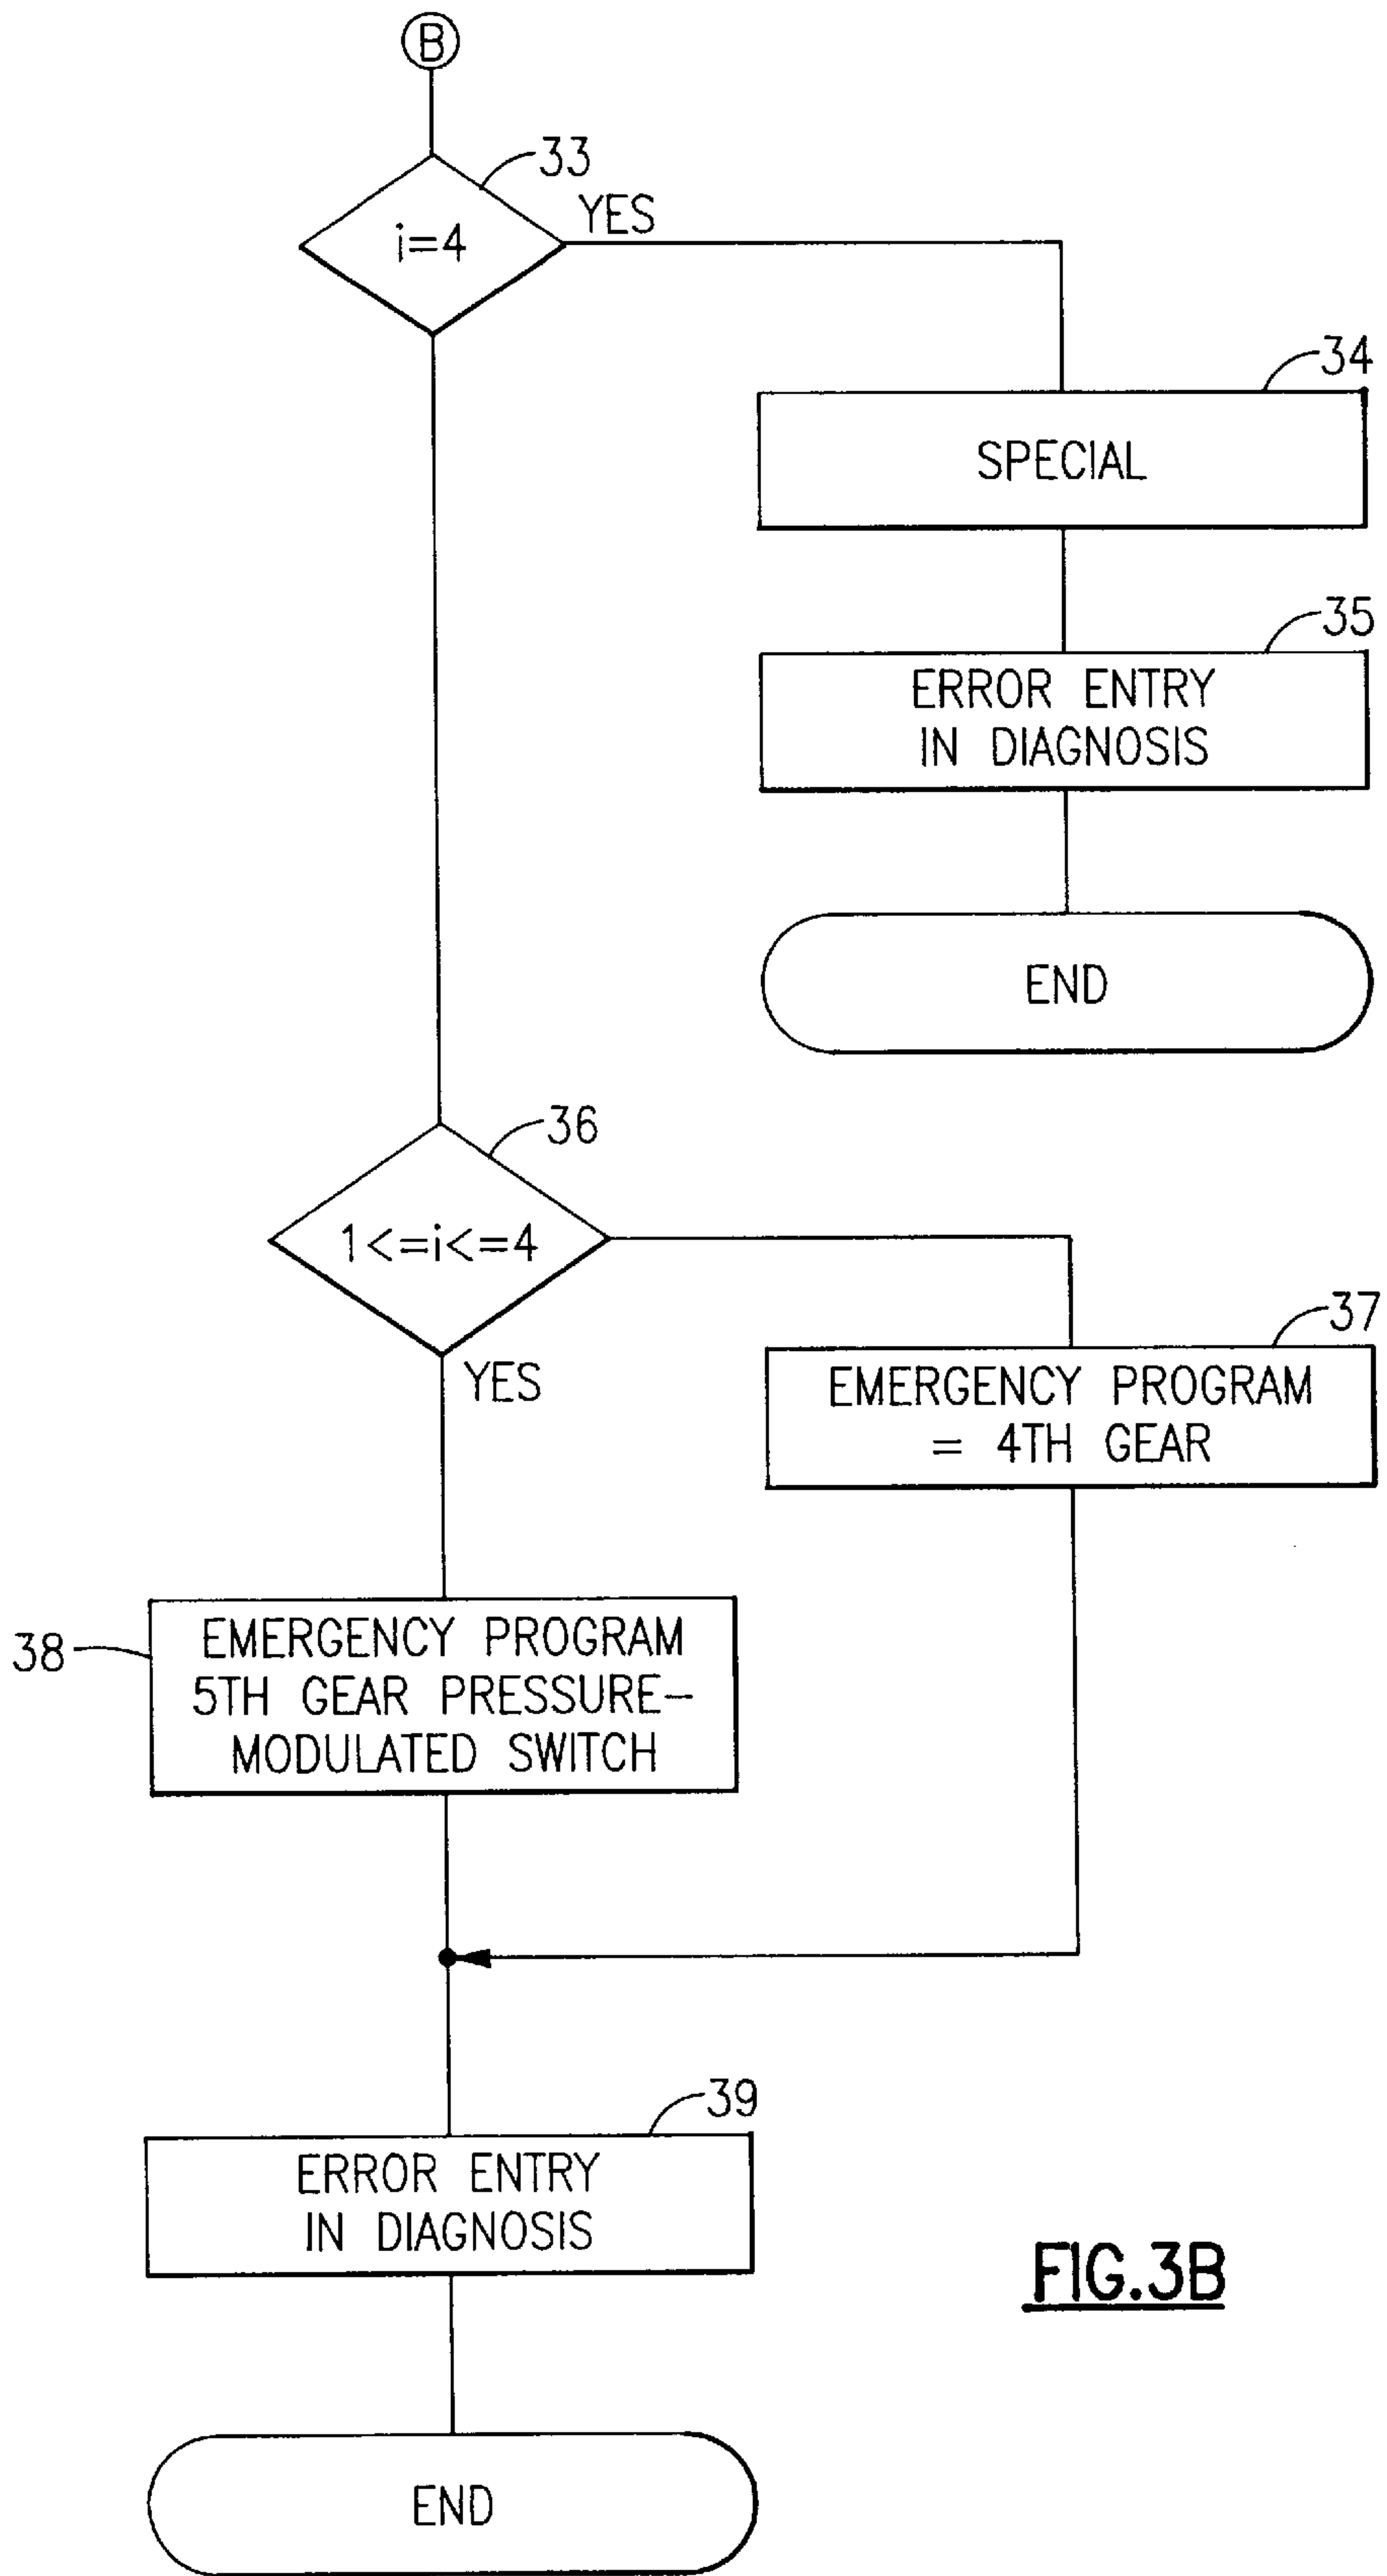 B
33
YES
i=4
34
SPECIAL
35
ERROR ENTRY
IN DIAGNOSIS
END
36
1<=i<=4
YES
37
EMERGENCY PROGRAM
= 4TH GEAR
38
EMERGENCY PROGRAM
5TH GEAR PRESSURE-
MODULATED SWITCH
39
ERROR ENTRY
IN DIAGNOSIS
FIG.3B
END